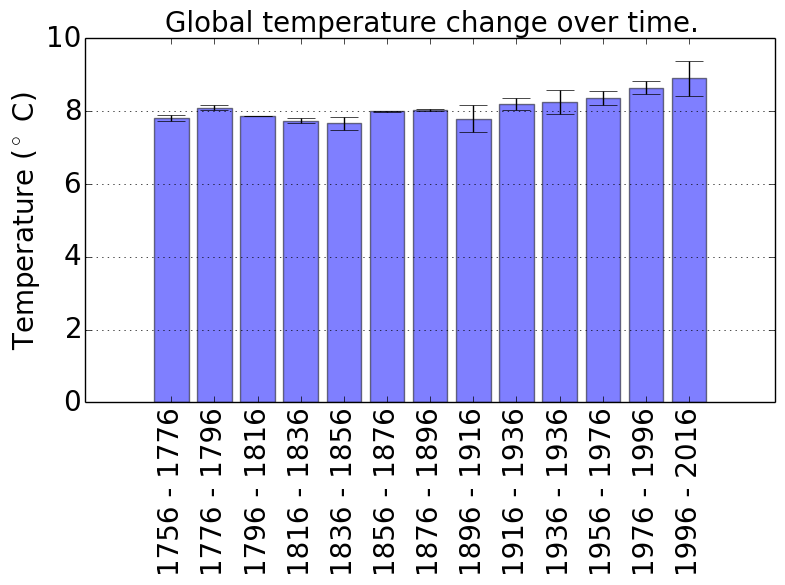 Global temperature change over time.
Temperature (° C)
10
8
6
4
2
0
1756 - 1776
1776 - 1796
1796 - 1816
1816 - 1836
1836 - 1856
1856 - 1876
1876 - 1896
1896 - 1916
1916 - 1936
1936 - 1936
1956 - 1976
1976 - 1996
1996 - 2016